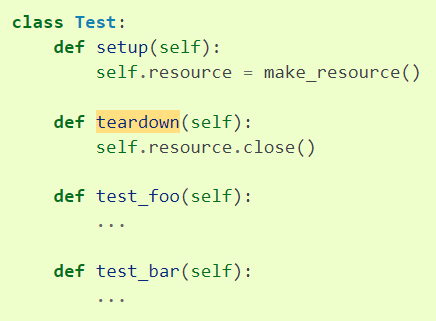 class Test:
    def setup(self):
        self.resource = make_resource()

    def teardown(self):
        self.resource.close()

    def test_foo(self):
        ...

    def test_bar(self):
        ...